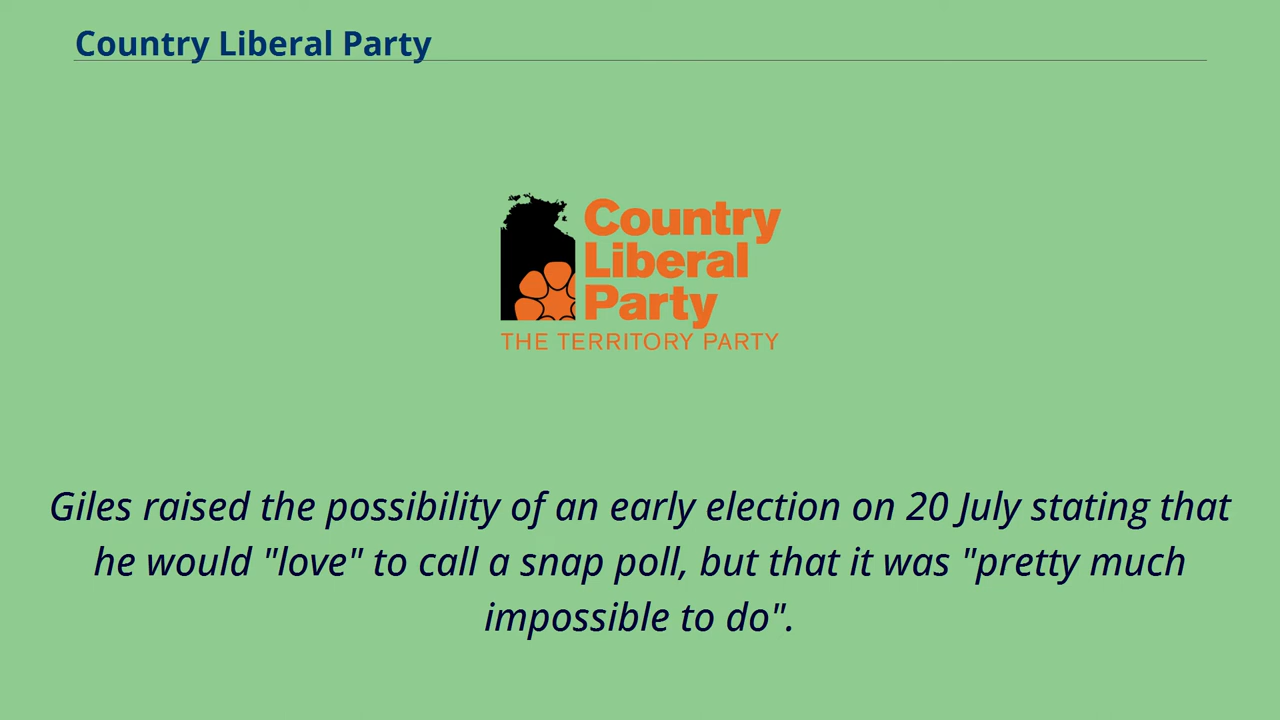 Country Liberal Party
Country
Liberal
Party
THE TERRITORY PARTY
Giles raised the possibility of an early election on 20 July stating that
he would "love" to call a snap poll, but that it was "pretty much
impossible to do".